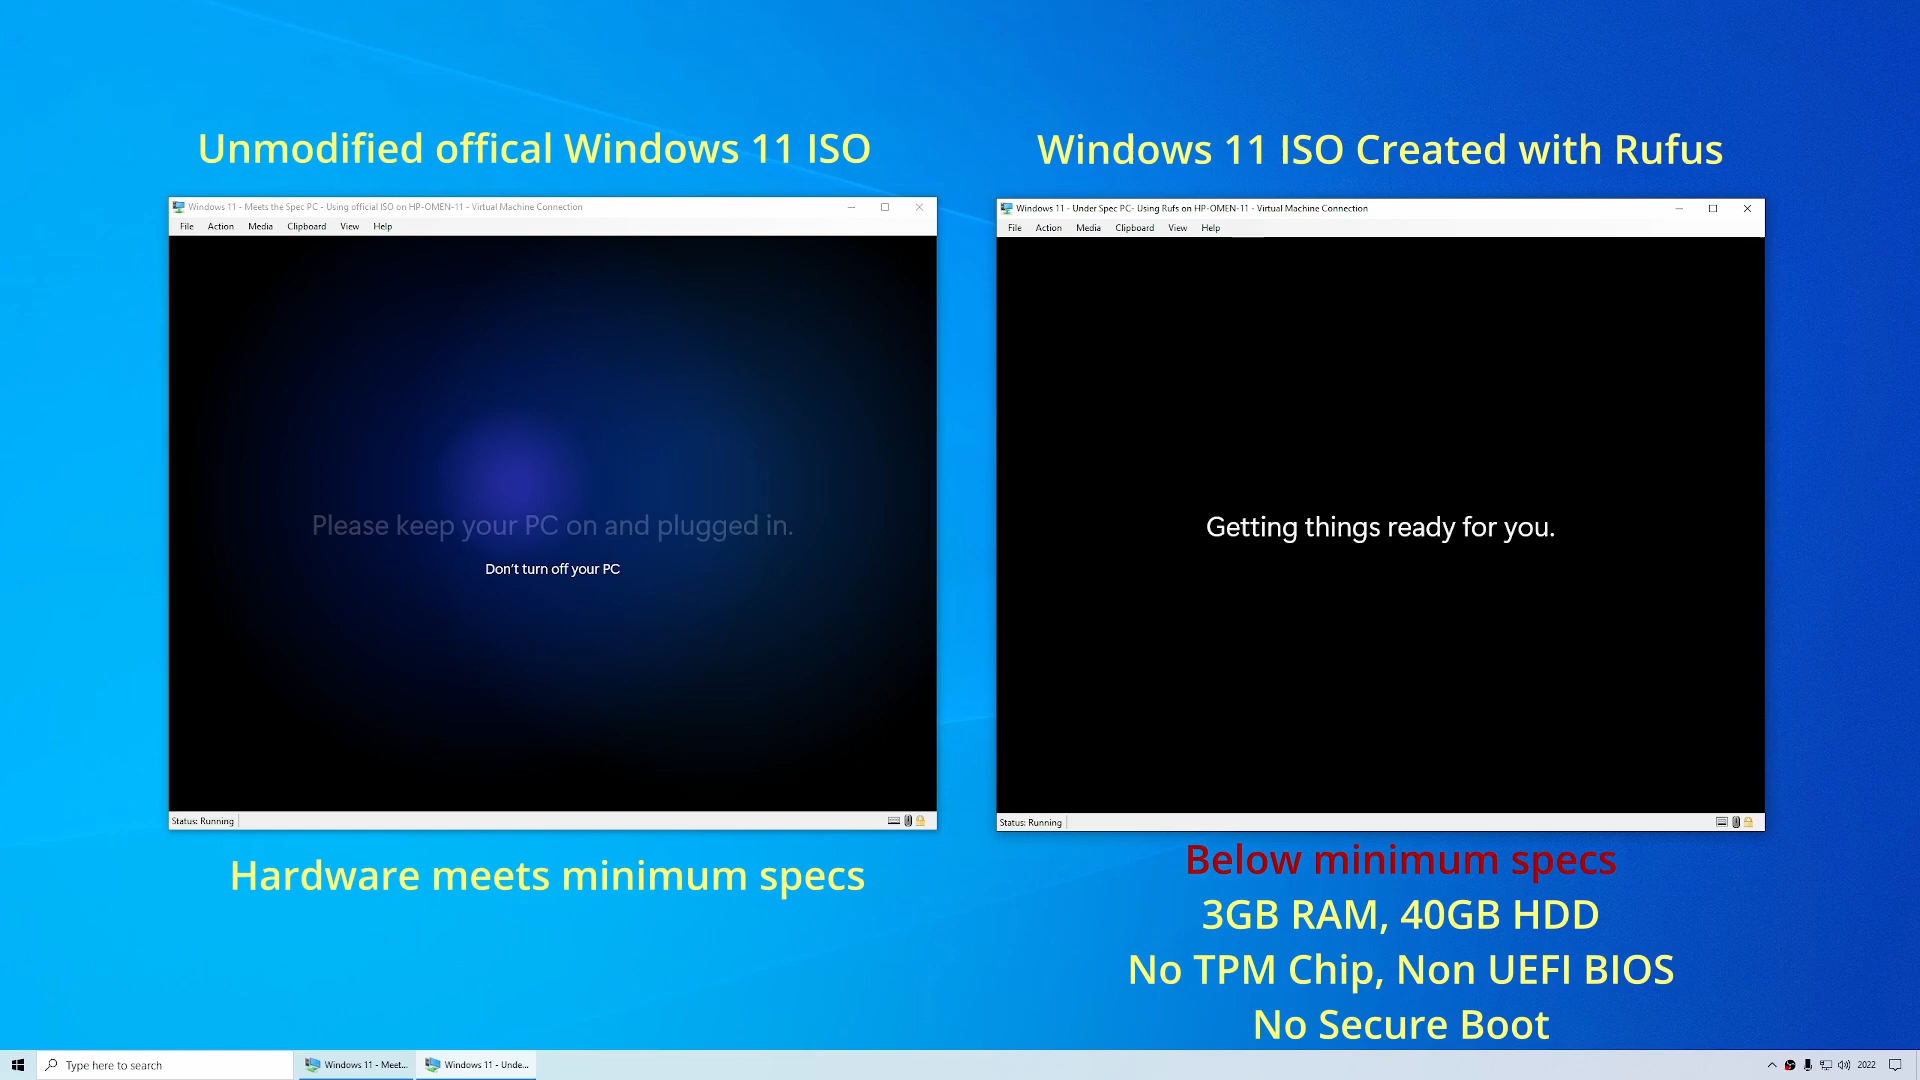 Unmodified offical Windows 11 ISO
Windows 11 ISO Created with Rufus
Windows 11 - Meets the Spec PC - Using official ISO on HP-OMEN-11 - Virtual Machine Connection
File Action Media Clipboard View Help
Please keep your PC on and plugged in.
Don't turn off your PC
Status: Running
Windows 11 - Under Spec PC- Using Rufs on HP-OMEN-11 - Virtual Machine Connection
File Action Media Clipboard View Help
Getting things ready for you.
Status: Running
Hardware meets minimum specs
Below minimum specs
3GB RAM, 40GB HDD
No TPM Chip, Non UEFI BIOS
No Secure Boot
Type here to search
Windows 11 - Meet...
Windows 11 - Unde...
2022